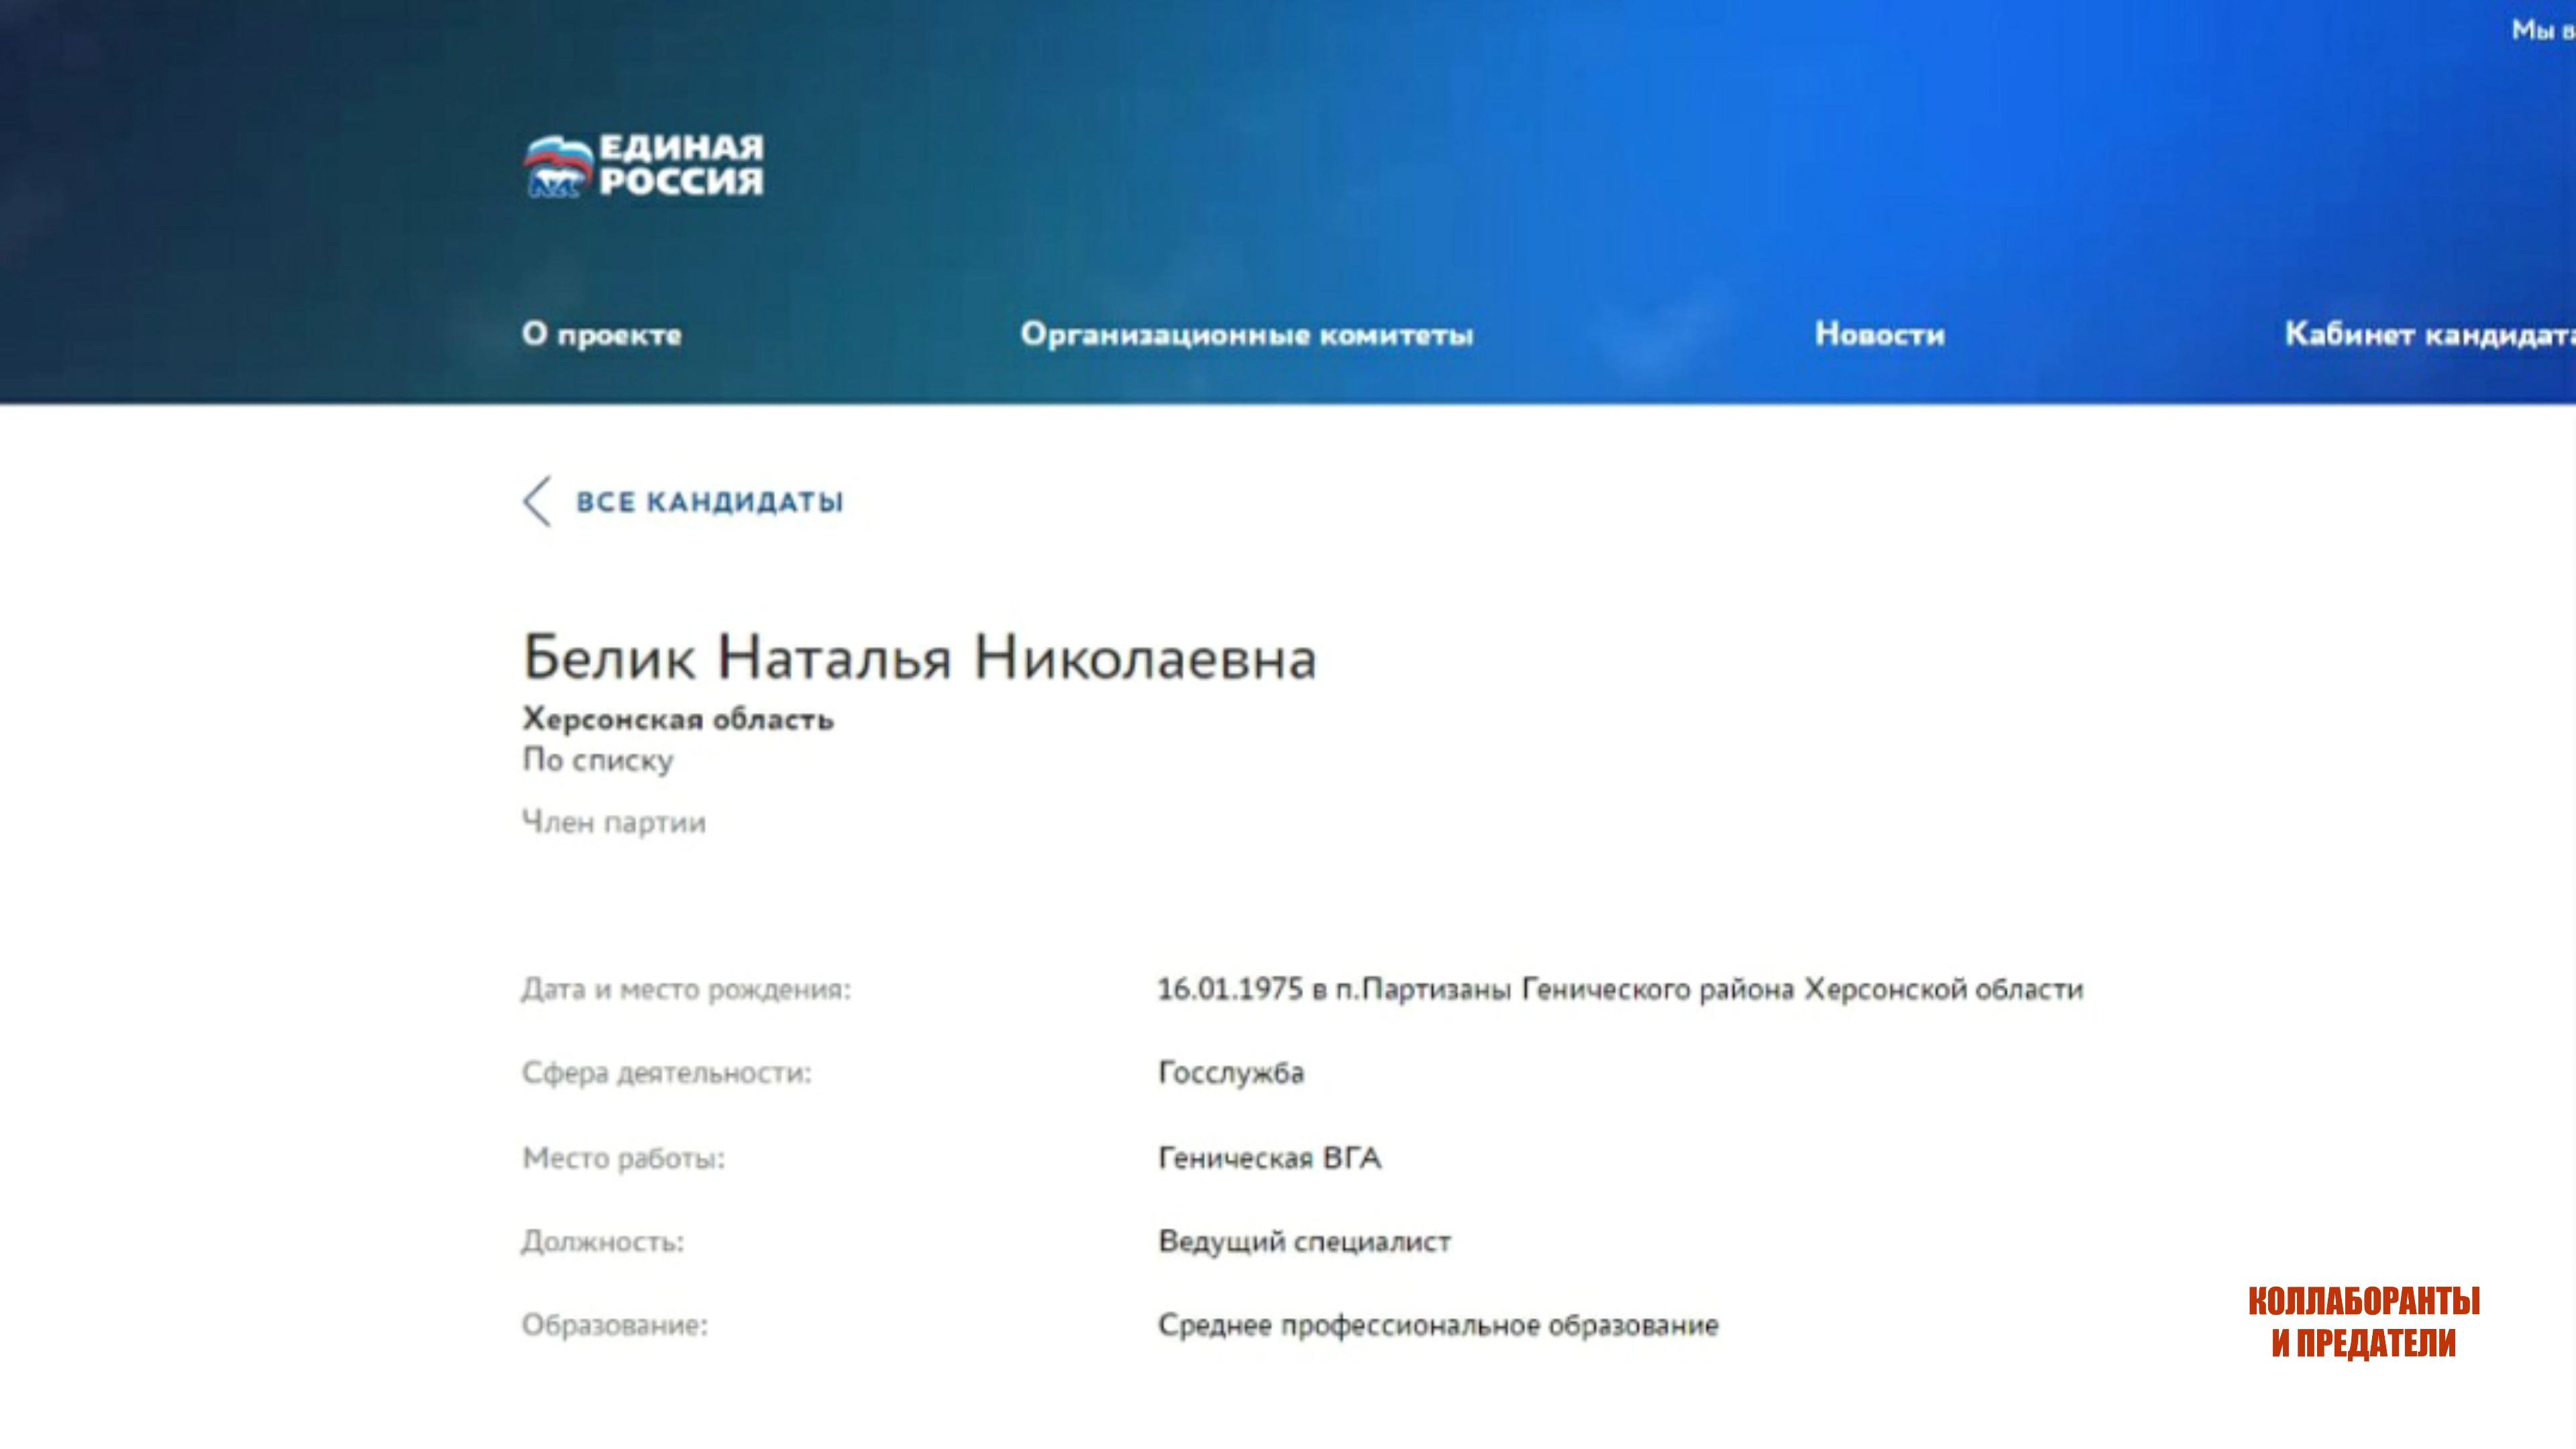 Мы в
ЕДИНАЯ
РОССИЯ
О проекте Организационные комитеты Новости Кабинет кандидата
ВСЕ КАНДИДАТЫ
Белик Наталья Николаевна
Херсонская область
По списку
Член партии
Дата и место рождения: 16.01.1975 в п.Партизаны Генического района Херсонской области
Сфера деятельности: Госслужба
Место работы: Геническая ВГА
Должность: Ведущий специалист
Образование: Среднее профессиональное образование
КОЛЛАБОРАНТЫ
И ПРЕДАТЕЛИ